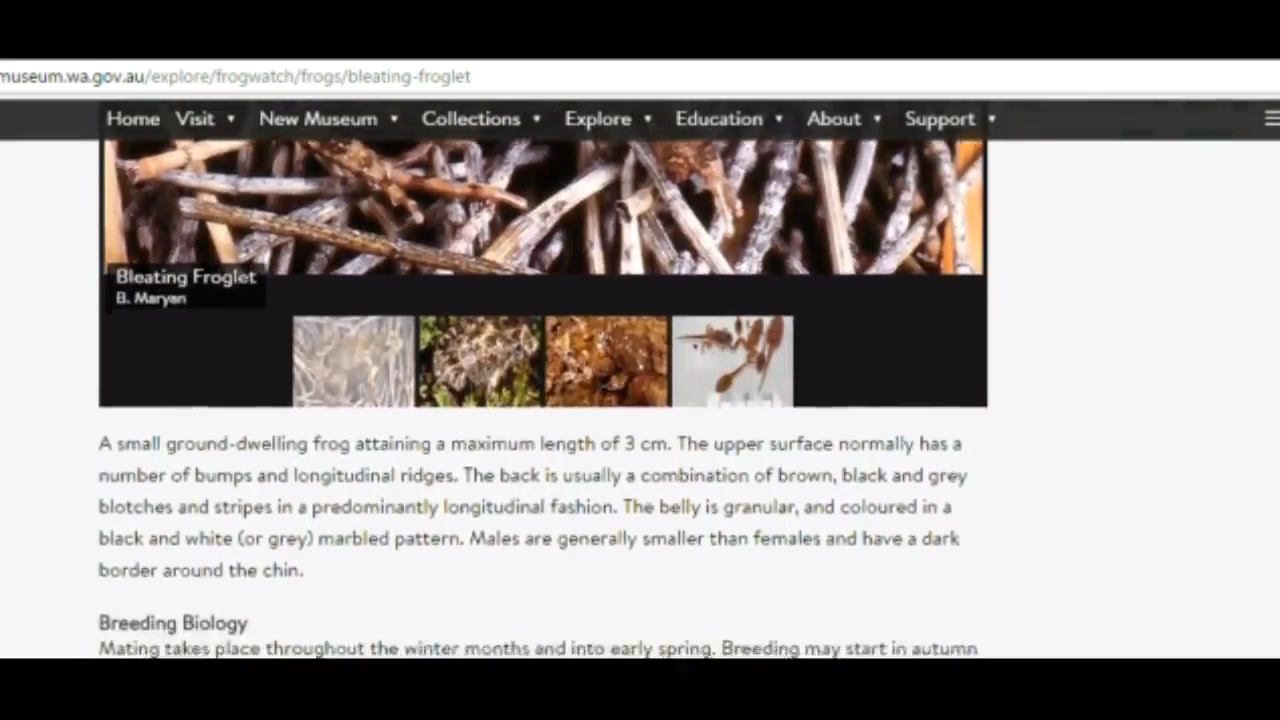 museum.wa.gov.au/explore/frogwatch/frogs/bleating-froglet
Home Visit New Museum Collections Explore Education About Support
Bleating Froglet
B. Maryan
A small ground-dwelling frog attaining a maximum length of 3 cm. The upper surface normally has a
number of bumps and longitudinal ridges. The back is usually a combination of brown, black and grey
blotches and stripes in a predominantly longitudinal fashion. The belly is granular, and coloured in a
black and white (or grey) marbled pattern. Males are generally smaller than females and have a dark
border around the chin.
Breeding Biology
Mating takes place throughout the winter months and into early spring. Breeding may start in autumn